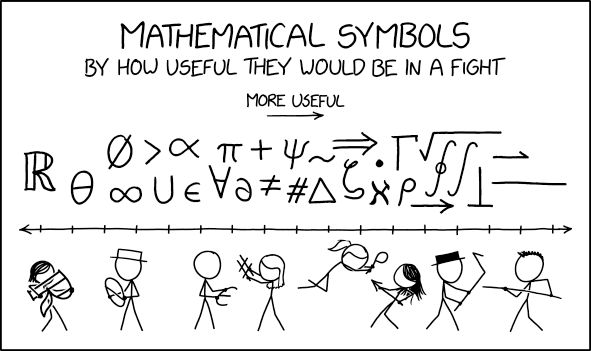 MATHEMATICAL SYMBOLS
BY HOW USEFUL THEY WOULD BE IN A FIGHT
MORE USEFUL
ℝ θ ∅ ∞ > ∪ ∝ ∈ π ∀ ∂ + ≠ ψ # ~ Δ ⇒ ζ · Γ ρ → √ ∮ ∬ ⊥ ⇀